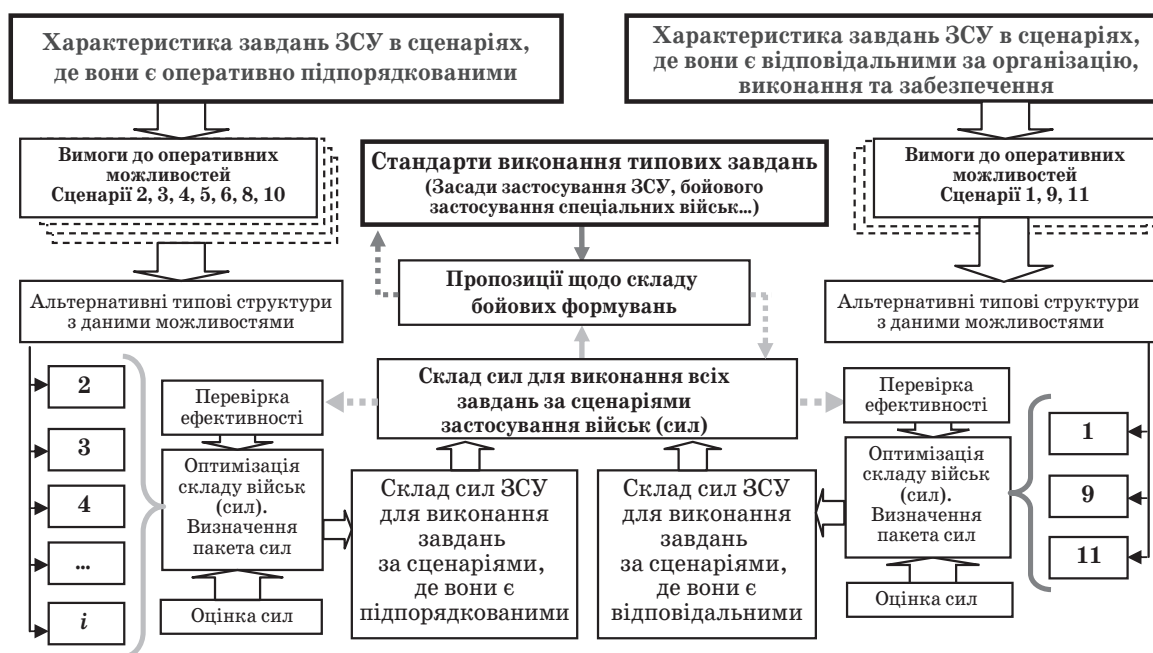 Характеристика завдань ЗСУ в сценаріях,
де вони є оперативно підпорядкованими
Характеристика завдань ЗСУ в сценаріях,
де вони є відповідальними за організацію,
виконання та забезпечення
Вимоги до оперативних
можливостей
Сценарії 2, 3, 4, 5, 6, 8, 10
Стандарти виконання типових завдань
(Засади застосування ЗСУ, бойового
застосування спеціальних військ...)
Вимоги до оперативних
можливостей
Сценарії 1, 9, 11
Альтернативні типові структури
з даними можливостями
Пропозиції щодо складу
бойових формувань
Альтернативні типові структури
з даними можливостями
2
3
4
...
i
Перевірка
ефективності
Оптимізація
складу військ
(сил).
Визначення
пакета сил
Оцінка сил
Склад сил для виконання всіх
завдань за сценаріями
застосування військ (сил)
Склад сил ЗСУ
для виконання
завдань
за сценаріями,
де вони є
підпорядкованими
Склад сил ЗСУ
для виконання
завдань
за сценаріями,
де вони є
відповідальними
Перевірка
ефективності
Оптимізація
складу військ
(сил).
Визначення
пакета сил
Оцінка сил
1
9
11